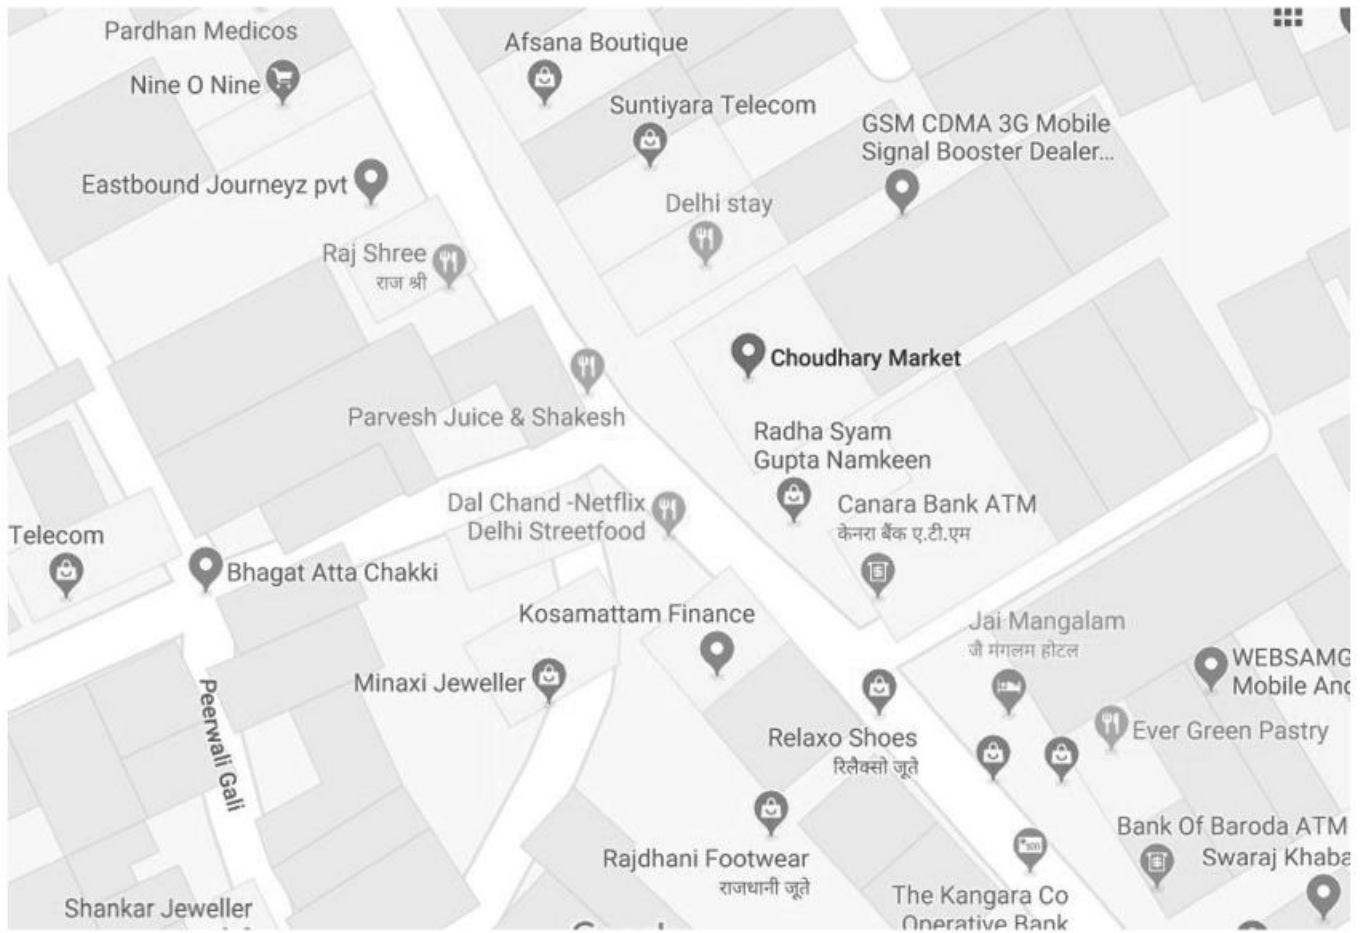 Pardhan Medicos
Nine O Nine
Afsana Boutique
Suntiyara Telecom
GSM CDMA 3G Mobile
Signal Booster Dealer...
Eastbound Journeyz pvt
Delhi stay
Raj Shree
राज श्री
Choudhary Market
Parvesh Juice & Shakesh
Radha Syam
Gupta Namkeen
Dal Chand -Netflix
Delhi Streetfood
Canara Bank ATM
केनरा बैंक ए.टी.एम
Telecom
Bhagat Atta Chakki
Kosamattam Finance
Jai Mangalam
जै मंगलम होटल
WEBSAMG
Mobile And
Minaxi Jeweller
Peerwali Gali
Ever Green Pastry
Relaxo Shoes
रिलैक्सो जूते
Bank Of Baroda ATM
Swaraj Khaba
Rajdhani Footwear
राजधानी जूते
The Kangara Co
Operative Bank
Shankar Jeweller
Google